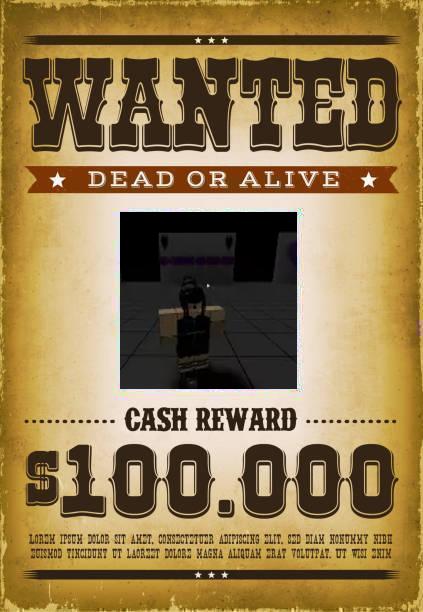 WANTED
DEAD OR ALIVE
CASH REWARD
$100.000
LOREM IPSUM DOLOR SIT AMET, CONSECTETUER ADIPISCING ELIT, SED DIAM NONUMMY NIBH
EUISMOD TINCIDUNT UT LAOREET DOLORE MAGNA ALIQUAM ERAT VOLUTPAT. UT WISI ENIM